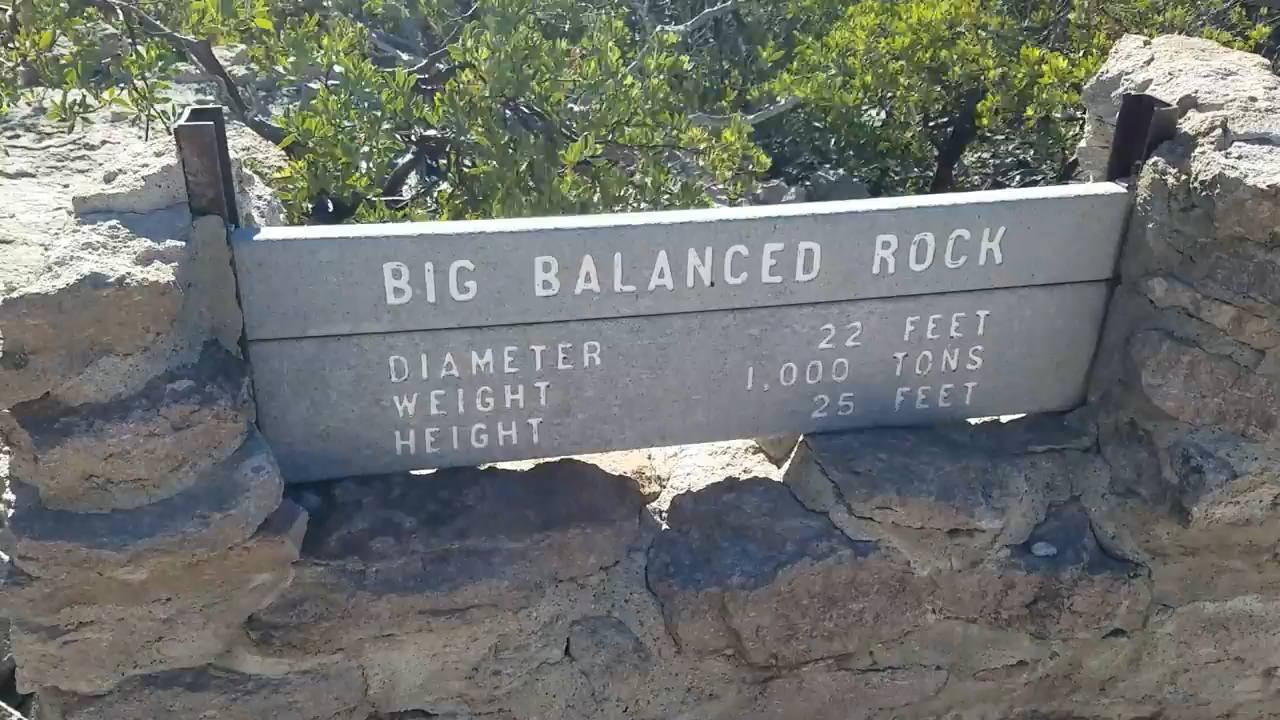 BIG BALANCED ROCK
DIAMETER 22 FEET
WEIGHT 1,000 TONS
HEIGHT 25 FEET